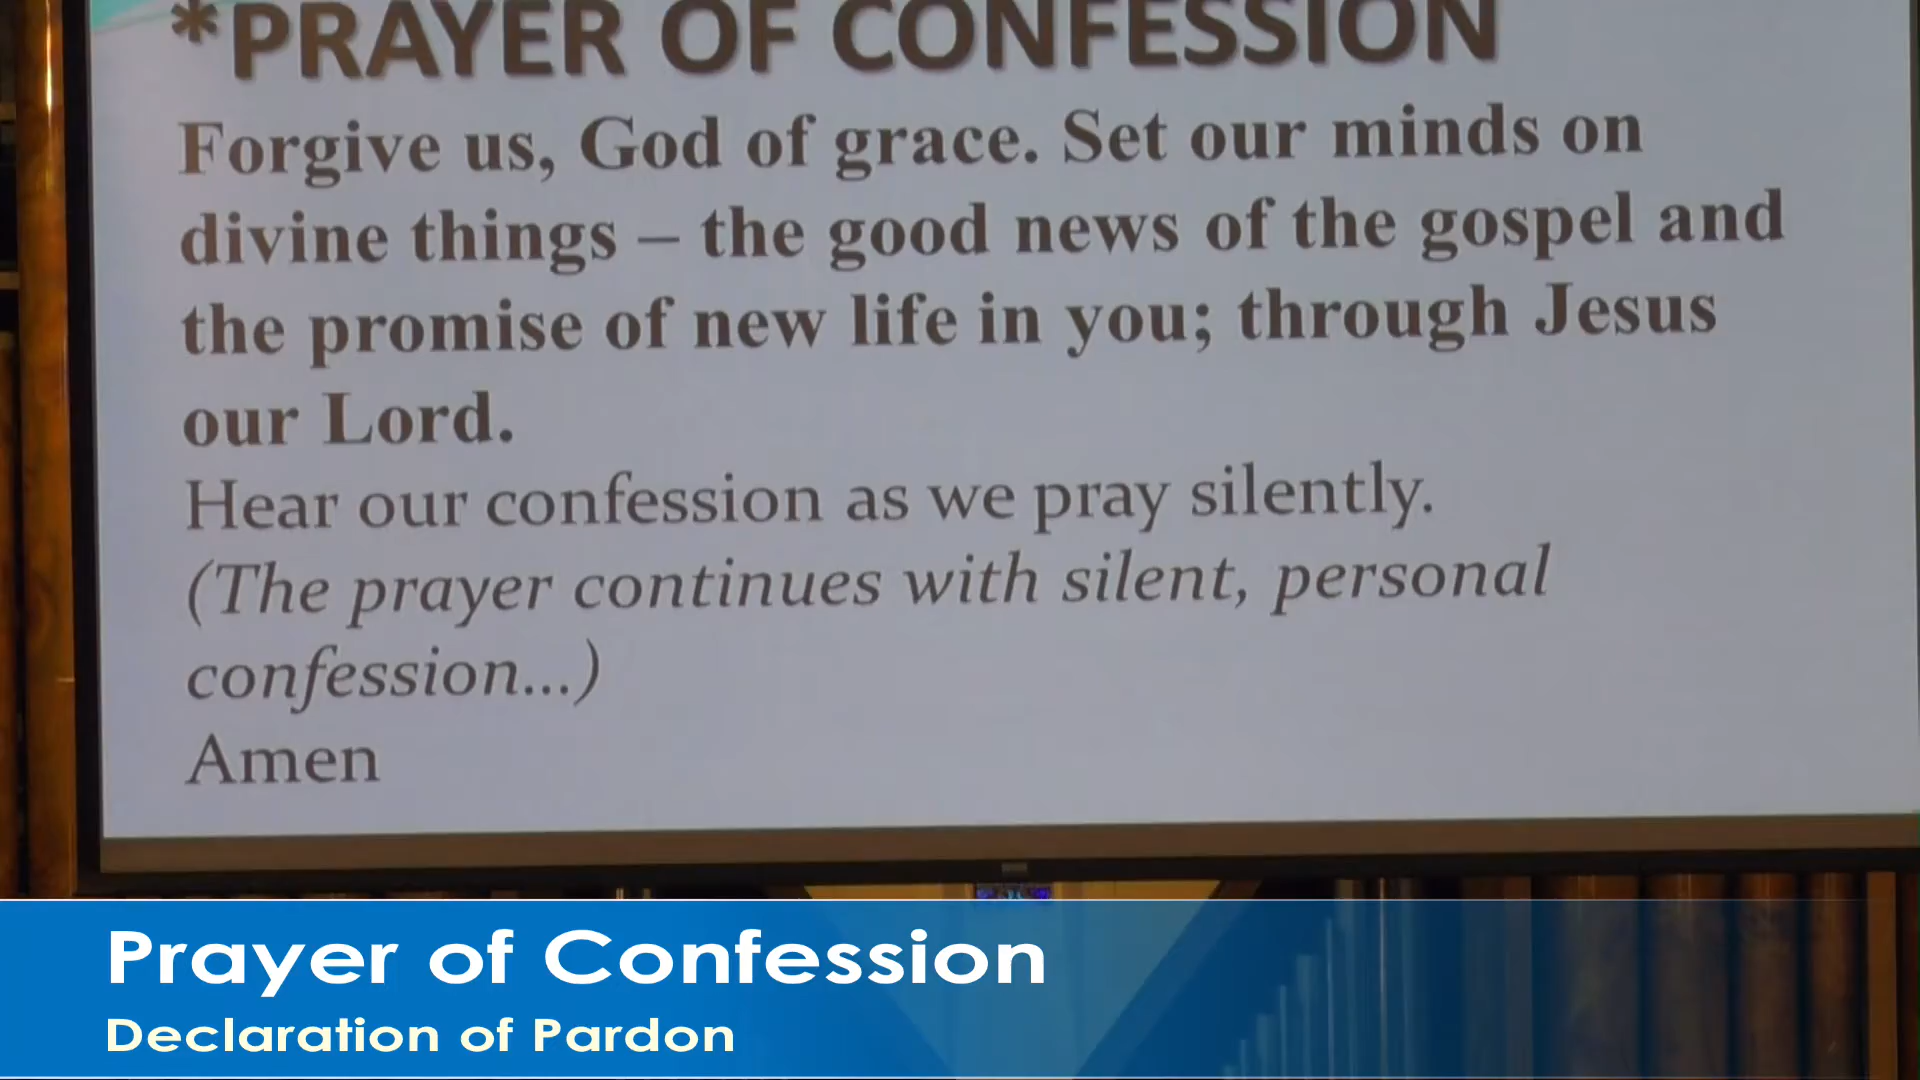 *PRAYER OF CONFESSION
Forgive us, God of grace. Set our minds on
divine things – the good news of the gospel and
the promise of new life in you; through Jesus
our Lord.
Hear our confession as we pray silently.
(The prayer continues with silent, personal
confession...)
Amen
Prayer of Confession
Declaration of Pardon